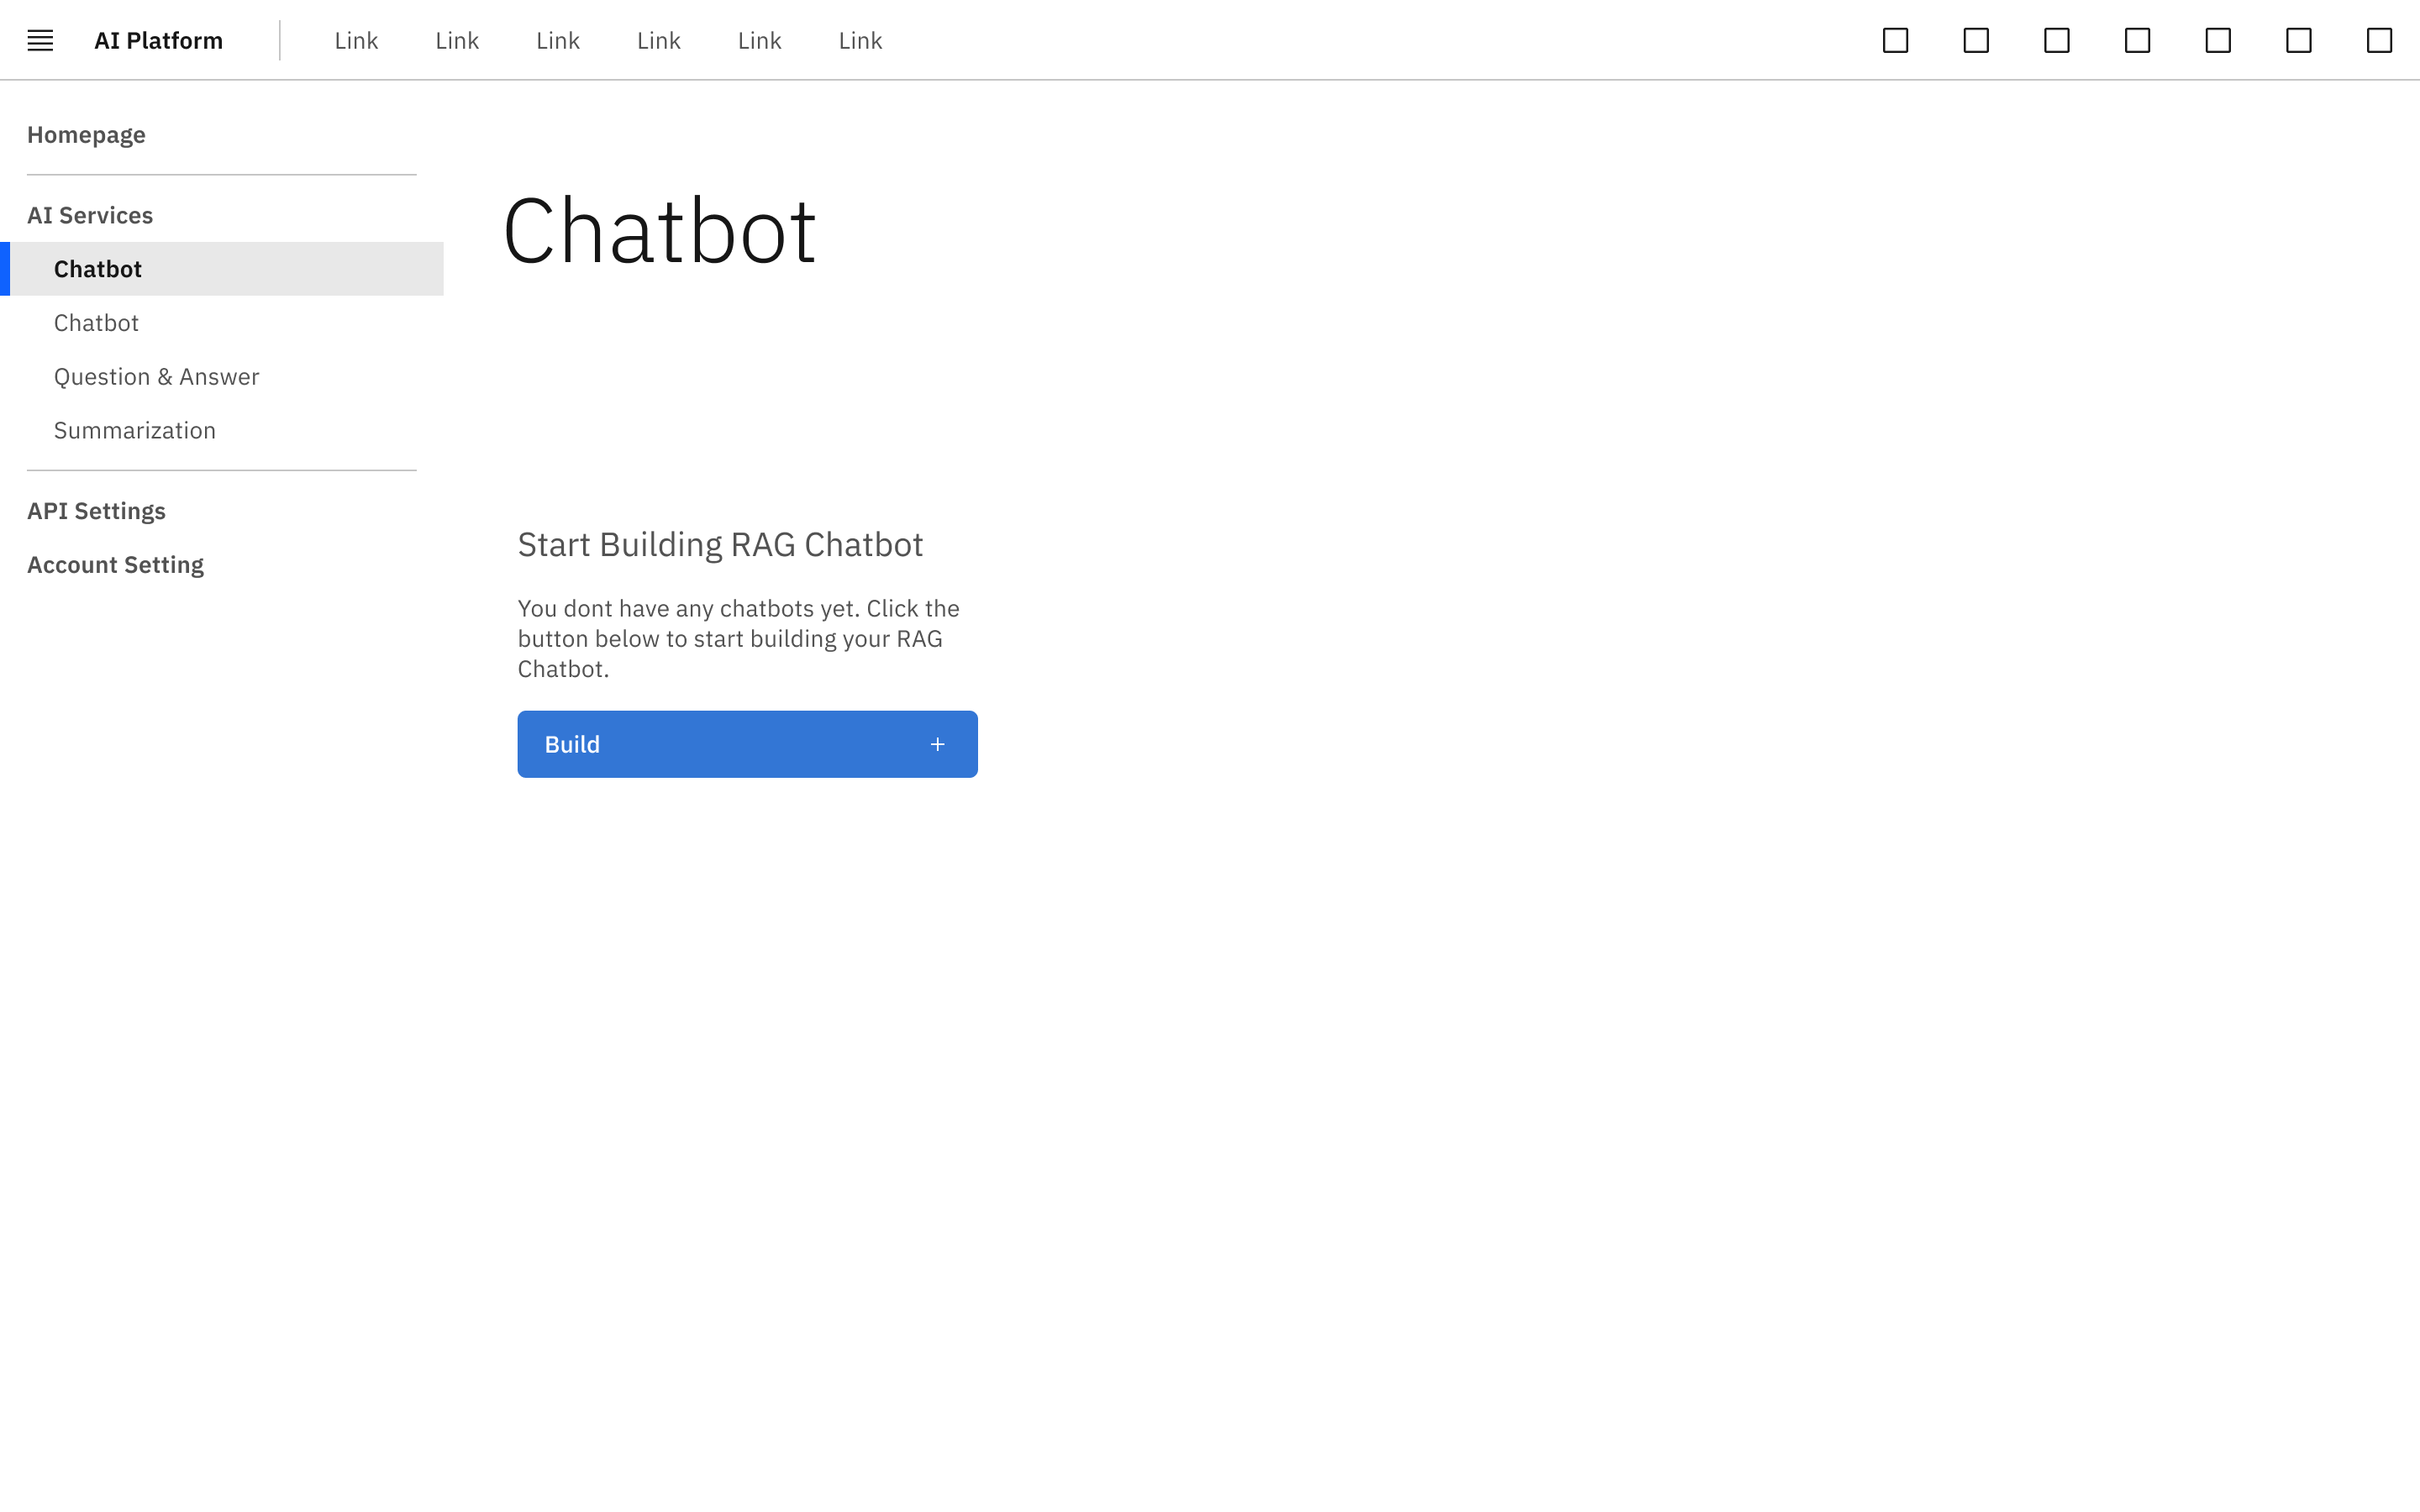 AI Platform
Link Link Link Link Link Link
Homepage
AI Services
Chatbot
Chatbot
Question & Answer
Summarization
API Settings
Account Setting
Chatbot
Start Building RAG Chatbot
You dont have any chatbots yet. Click the
button below to start building your RAG
Chatbot.
Build +